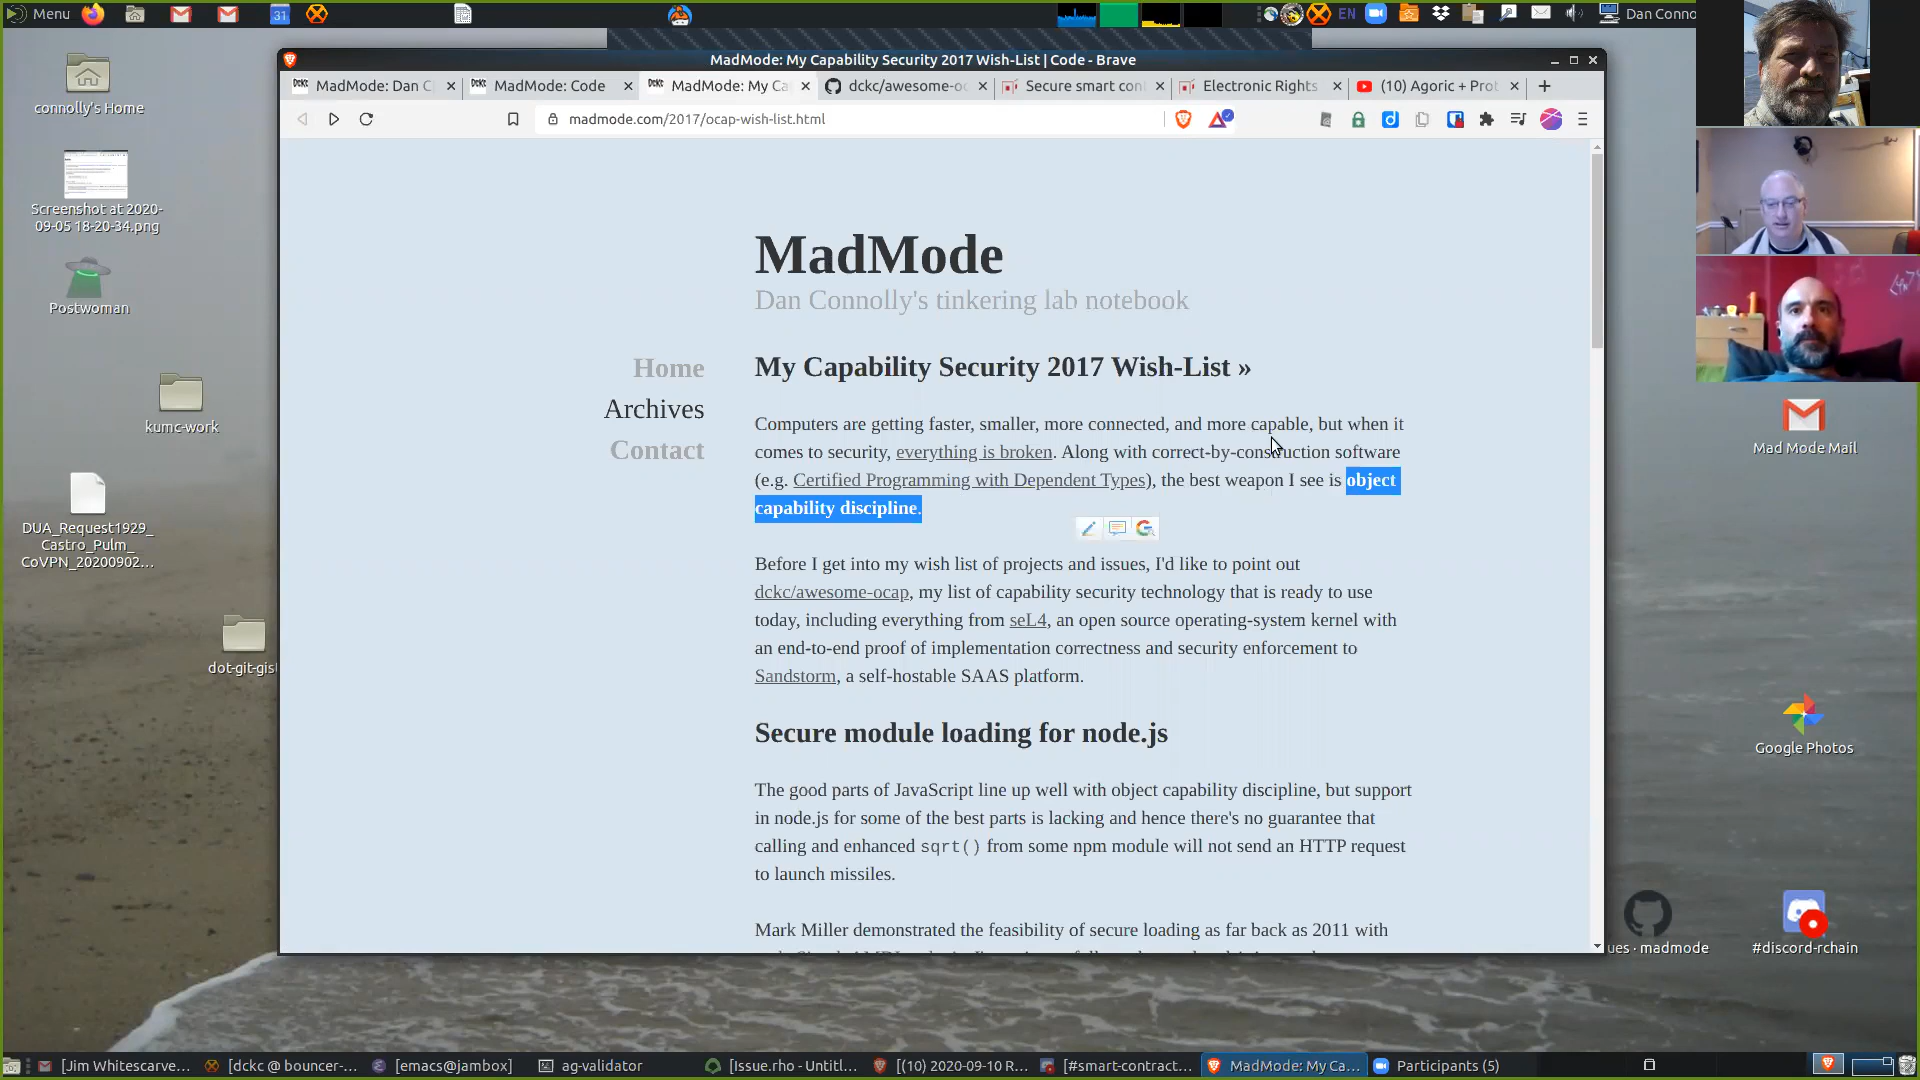 Menu
31
EN
Dan Conno
MadMode: My Capability Security 2017 Wish-List | Code - Brave
MadMode: Dan C
MadMode: Code
MadMode: My Ca
dckc/awesome-oc
Secure smart con
Electronic Rights
(10) Agoric + Prot
madmode.com/2017/ocap-wish-list.html
connolly's Home
Screenshot at 2020-
09-05 18-20-34.png
Postwoman
kumc-work
DUA_Request1929_
Castro_Pulm_
CoVPN_20200902...
dot-git-gist
MadMode
Dan Connolly's tinkering lab notebook
Home
Archives
Contact
My Capability Security 2017 Wish-List »
Computers are getting faster, smaller, more connected, and more capable, but when it
comes to security, everything is broken. Along with correct-by-construction software
(e.g. Certified Programming with Dependent Types), the best weapon I see is object
capability discipline.
Before I get into my wish list of projects and issues, I'd like to point out
dckc/awesome-ocap, my list of capability security technology that is ready to use
today, including everything from seL4, an open source operating-system kernel with
an end-to-end proof of implementation correctness and security enforcement to
Sandstorm, a self-hostable SAAS platform.
Secure module loading for node.js
The good parts of JavaScript line up well with object capability discipline, but support
in node.js for some of the best parts is lacking and hence there's no guarantee that
calling and enhanced sqrt() from some npm module will not send an HTTP request
to launch missiles.
Mark Miller demonstrated the feasibility of secure loading as far back as 2011 with
Mad Mode Mail
Google Photos
ues · madmode
#discord-rchain
[Jim Whitescarve...
[dckc @ bouncer-...
[emacs@jambox]
ag-validator
[Issue.rho - Untitl...
[(10) 2020-09-10 R...
[#smart-contract...
MadMode: My Ca...
Participants (5)